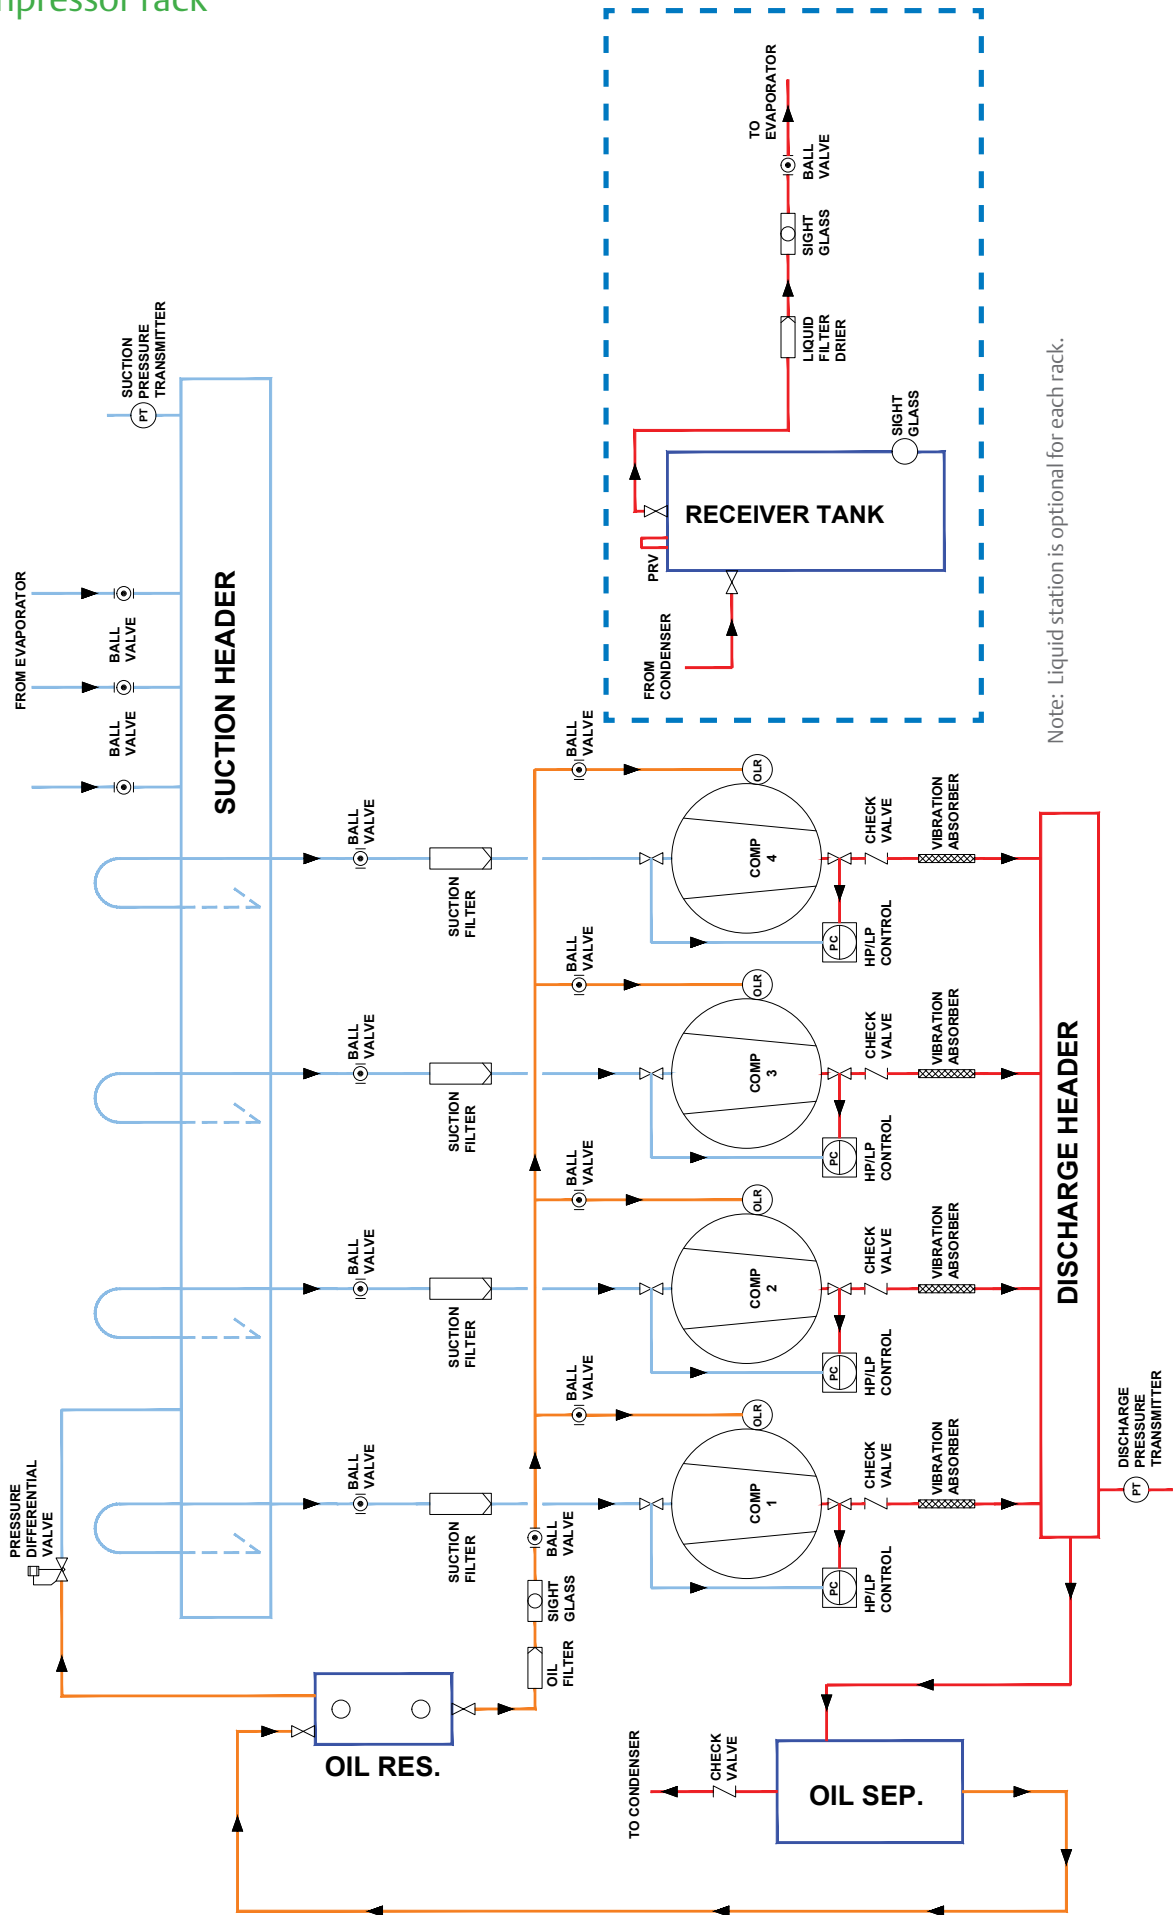 mpressor rack
TO
EVAPORATOR
BALL
VALVE
SIGHT
GLASS
LIQUID
FILTER
DRIER
SIGHT
GLASS
RECEIVER TANK
PRV
FROM
CONDENSER
Note: Liquid station is optional for each rack.
SUCTION
PRESSURE
TRANSMITTER
PT
FROM EVAPORATOR
BALL
VALVE
BALL
VALVE
SUCTION HEADER
PRESSURE
DIFFERENTIAL
VALVE
BALL
VALVE
BALL
VALVE
BALL
VALVE
BALL
VALVE
SUCTION
FILTER
SUCTION
FILTER
SUCTION
FILTER
SUCTION
FILTER
BALL
VALVE
BALL
VALVE
BALL
VALVE
BALL
VALVE
OLR
OLR
OLR
OLR
COMP
4
COMP
3
COMP
2
COMP
1
PC
PC
PC
PC
HP/LP
CONTROL
HP/LP
CONTROL
HP/LP
CONTROL
HP/LP
CONTROL
CHECK
VALVE
CHECK
VALVE
CHECK
VALVE
CHECK
VALVE
VIBRATION
ABSORBER
VIBRATION
ABSORBER
VIBRATION
ABSORBER
VIBRATION
ABSORBER
DISCHARGE HEADER
DISCHARGE
PRESSURE
TRANSMITTER
PT
BALL
VALVE
SIGHT
GLASS
OIL
FILTER
OIL RES.
TO CONDENSER
CHECK
VALVE
OIL SEP.